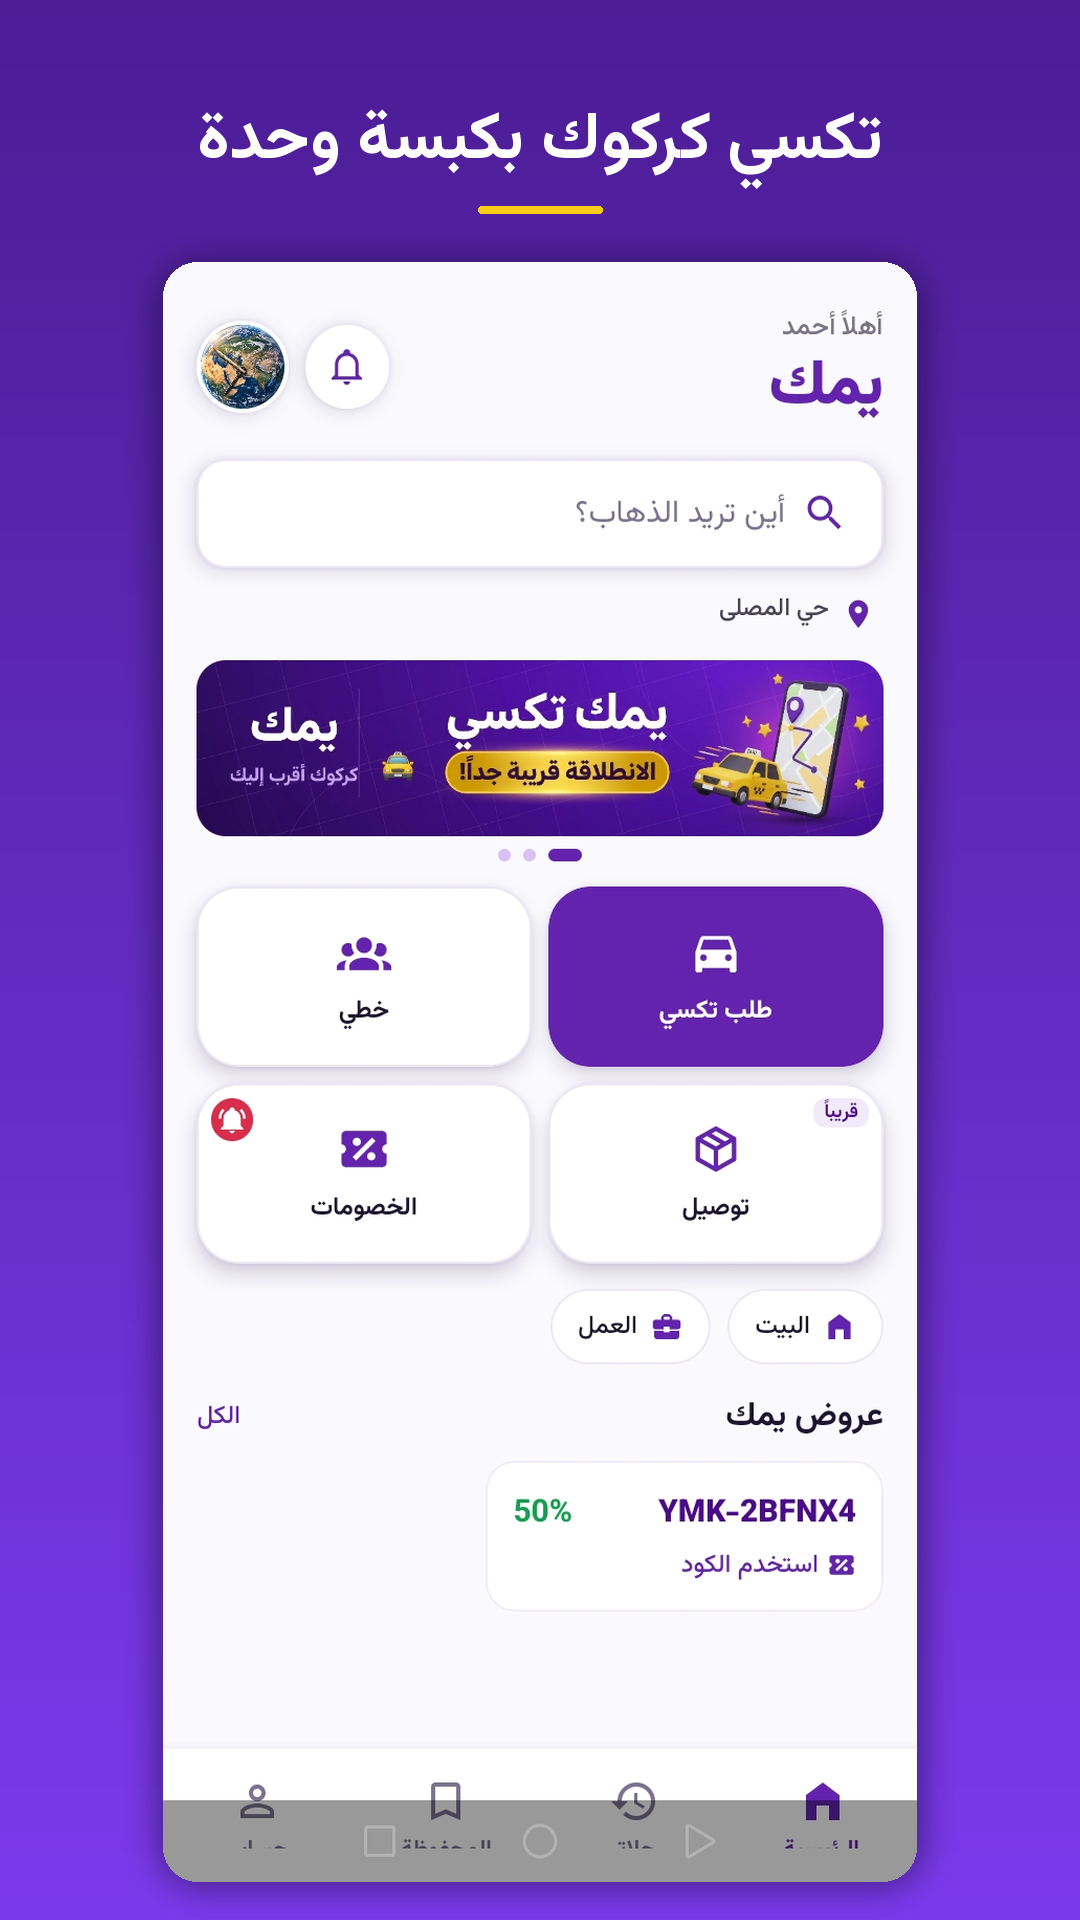 تكسي كركوك بكبسة وحدة
أهلاً أحمد
يمك
أين تريد الذهاب؟
حي المصلى
يمك تكسي
الانطلاقة قريبة جداً!
يمك
كركوك أقرب إليك
طلب تكسي
خطي
قريباً
توصيل
الخصومات
البيت
العمل
عروض يمك
الكل
YMK-2BFNX4
50%
استخدم الكود